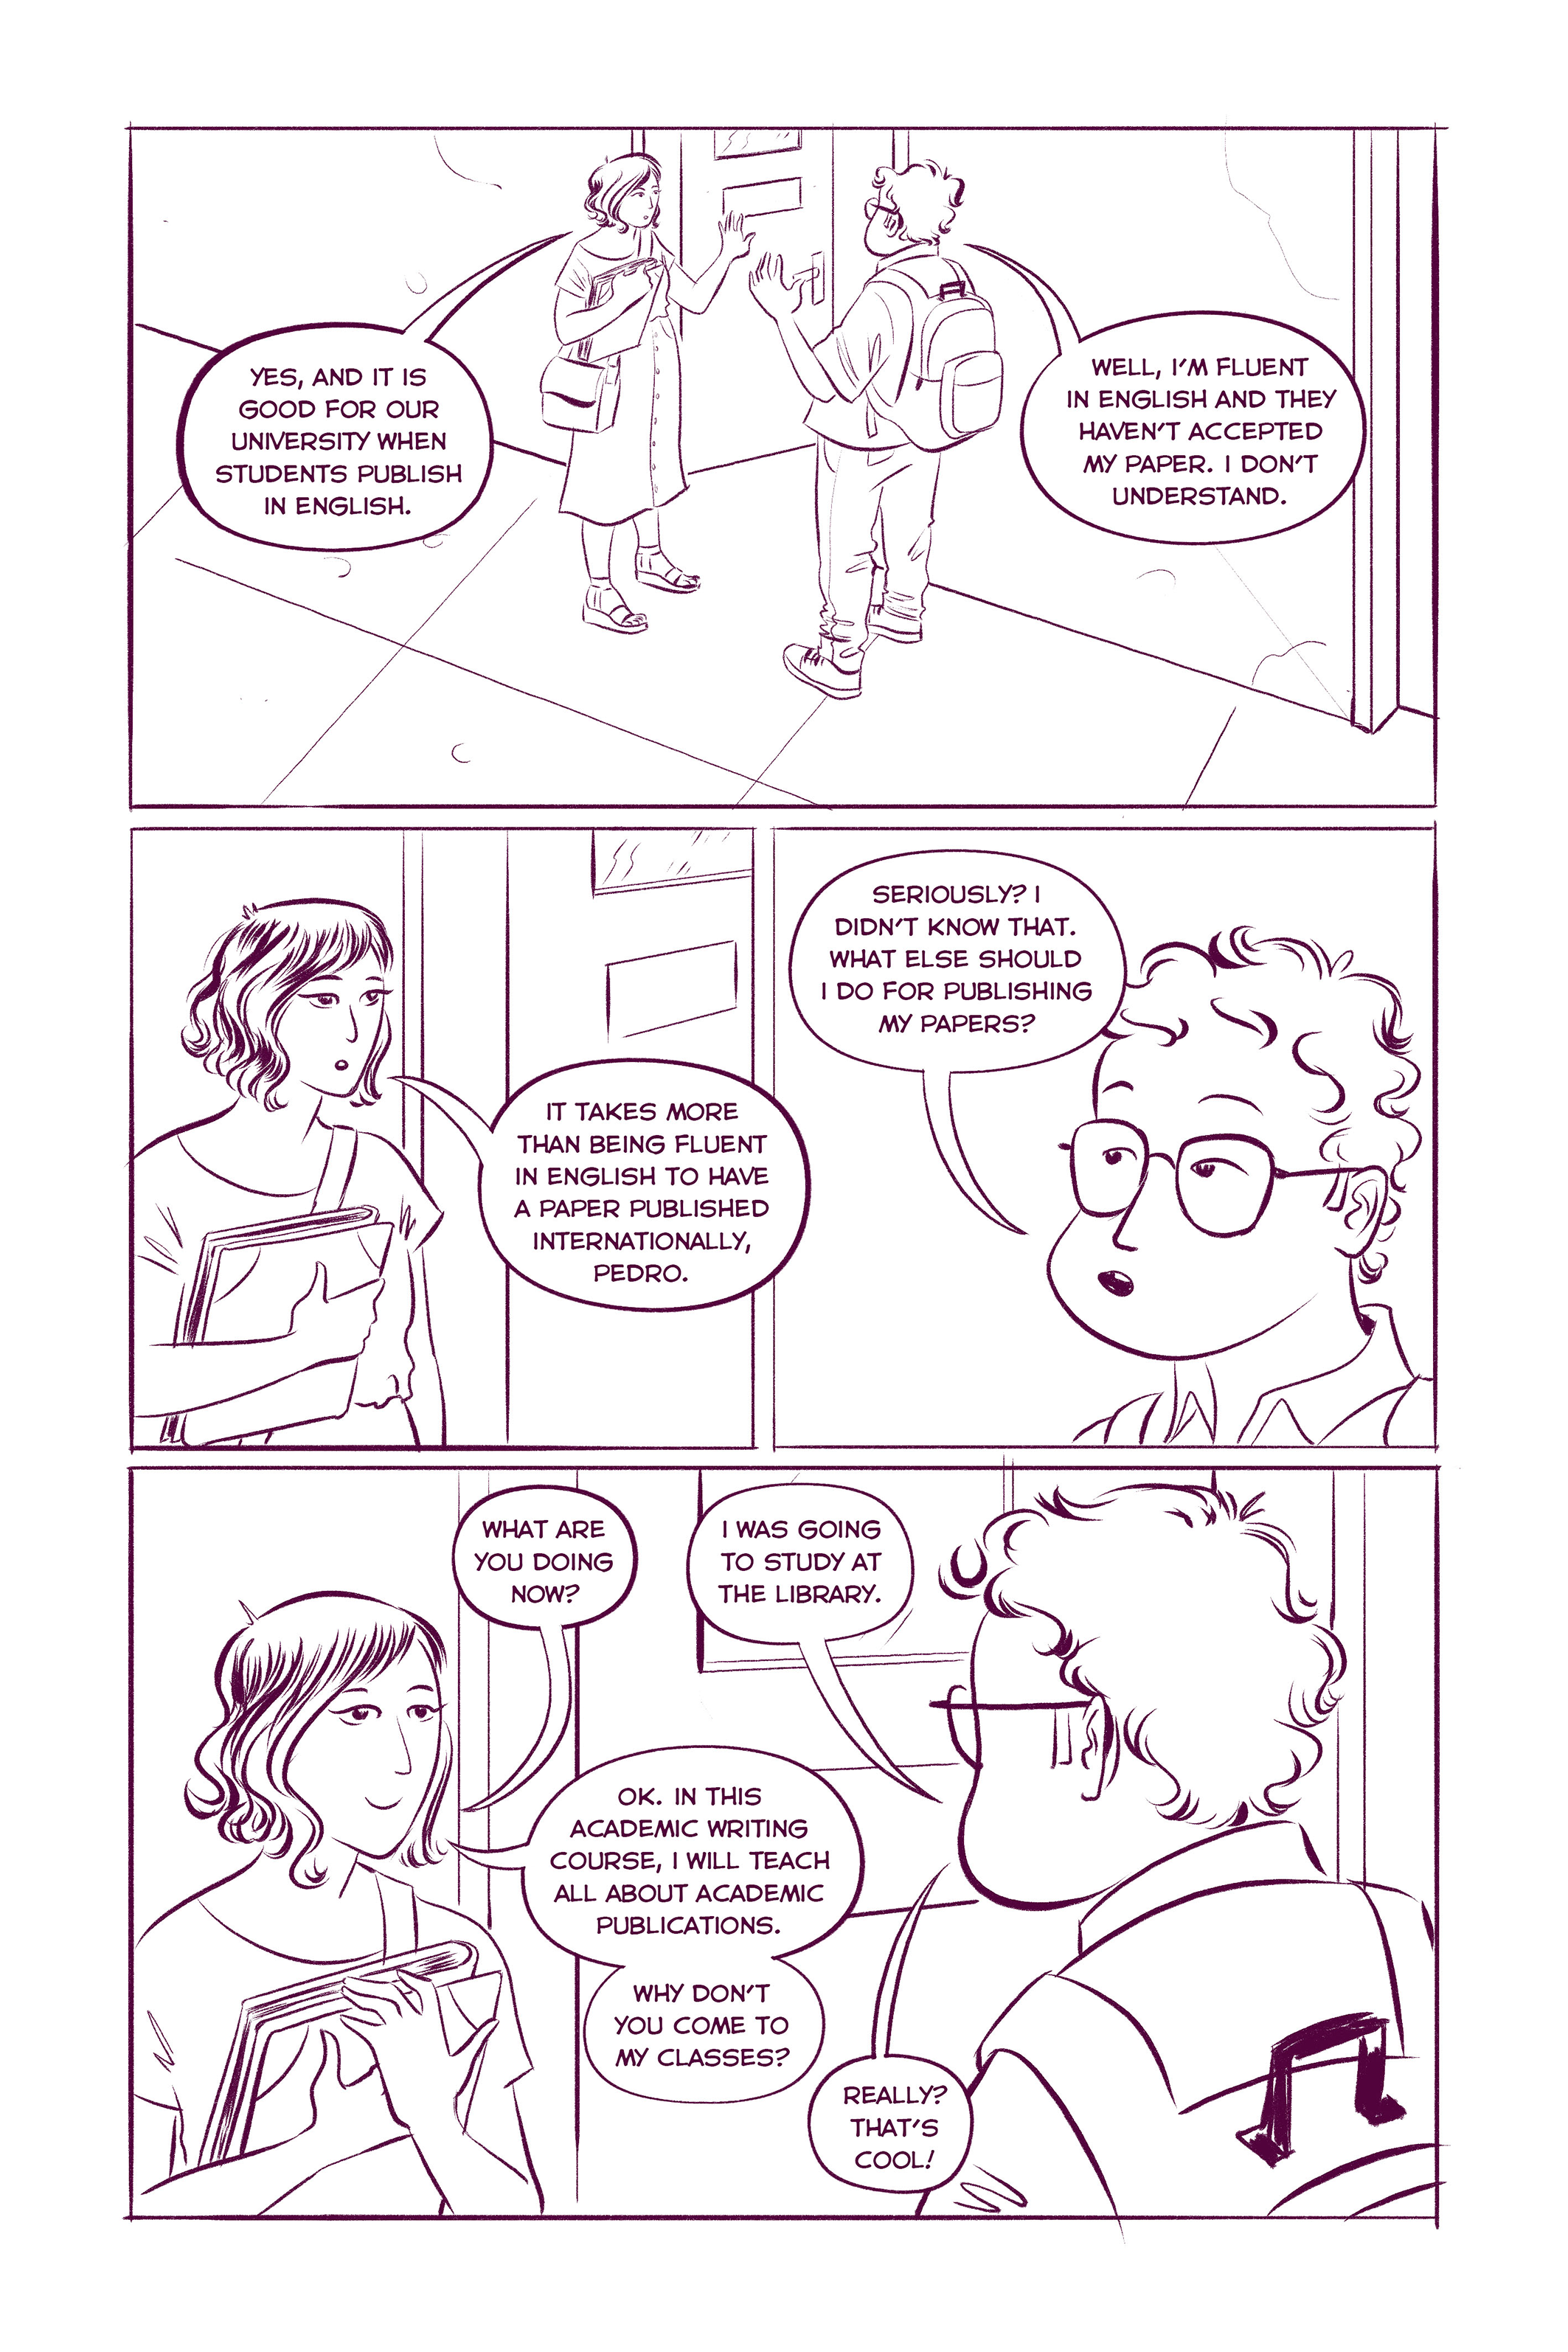 YES, AND IT IS
GOOD FOR OUR
UNIVERSITY WHEN
STUDENTS PUBLISH
IN ENGLISH.
WELL, I'M FLUENT
IN ENGLISH AND THEY
HAVEN'T ACCEPTED
MY PAPER. I DON'T
UNDERSTAND.
IT TAKES MORE
THAN BEING FLUENT
IN ENGLISH TO HAVE
A PAPER PUBLISHED
INTERNATIONALLY,
PEDRO.
SERIOUSLY? I
DIDN'T KNOW THAT.
WHAT ELSE SHOULD
I DO FOR PUBLISHING
MY PAPERS?
WHAT ARE
YOU DOING
NOW?
I WAS GOING
TO STUDY AT
THE LIBRARY.
OK. IN THIS
ACADEMIC WRITING
COURSE, I WILL TEACH
ALL ABOUT ACADEMIC
PUBLICATIONS.
WHY DON'T
YOU COME TO
MY CLASSES?
REALLY?
THAT'S
COOL!